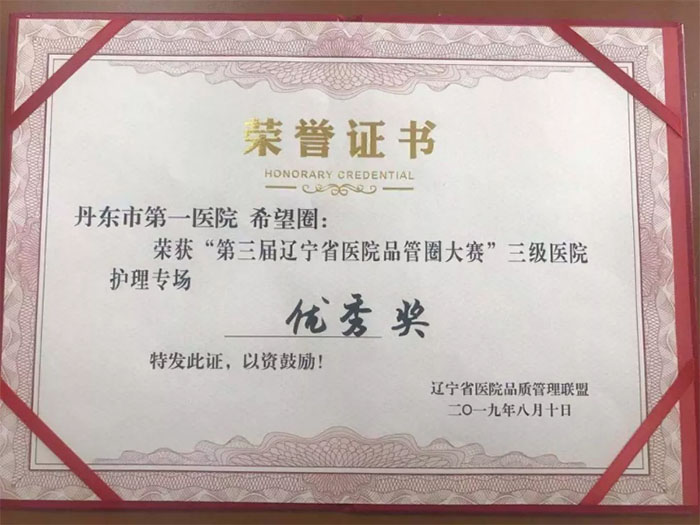 荣誉证书
HONORARY CREDENTIAL
丹东市第一医院 希望圈：
荣获“第三届辽宁省医院品管圈大赛”三级医院
护理专场
优秀奖
特发此证，以资鼓励！
辽宁省医院品质管理联盟
二〇一九年八月十日